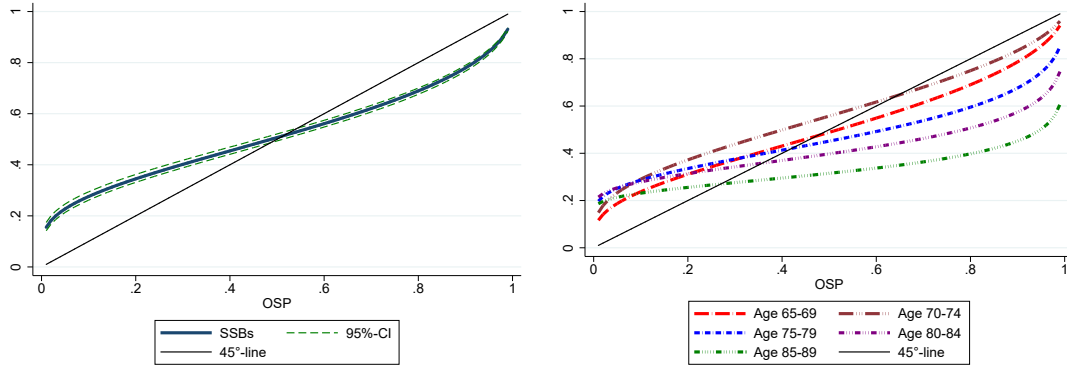 1
.8
.6
.4
.2
0
0
.2
.4
.6
.8
1
OSP
SSBs
95%-CI
45°-line
1
.8
.6
.4
.2
0
0
.2
.4
.6
.8
1
OSP
Age 65-69
Age 70-74
Age 75-79
Age 80-84
Age 85-89
45°-line